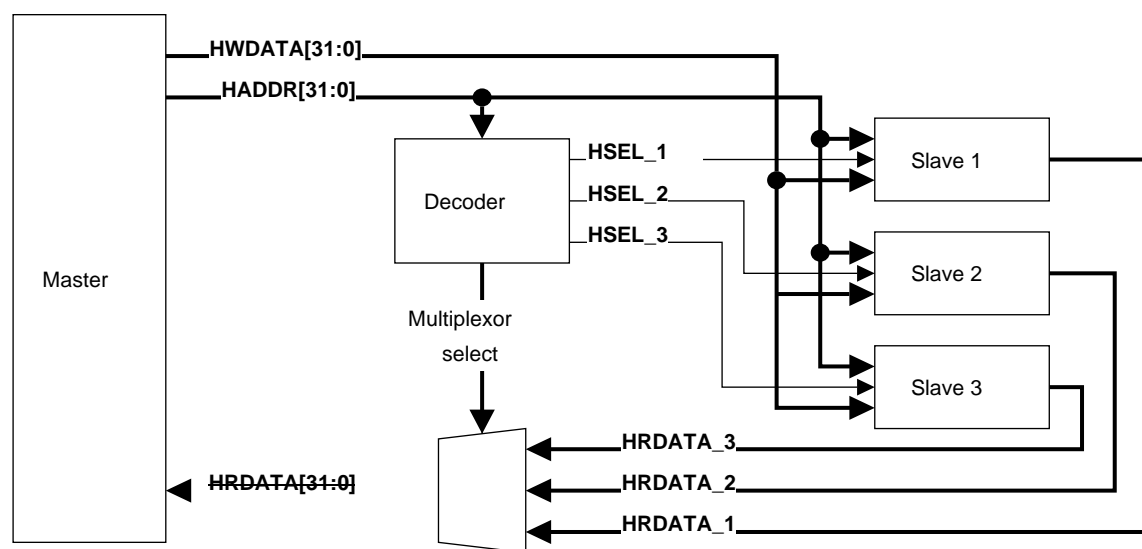 HWDATA[31:0]
HADDR[31:0]
HSEL_1
Slave 1
Decoder
HSEL_2
HSEL_3
Master
Slave 2
Multiplexor
select
Slave 3
HRDATA_3
HRDATA[31:0]
HRDATA_2
HRDATA_1